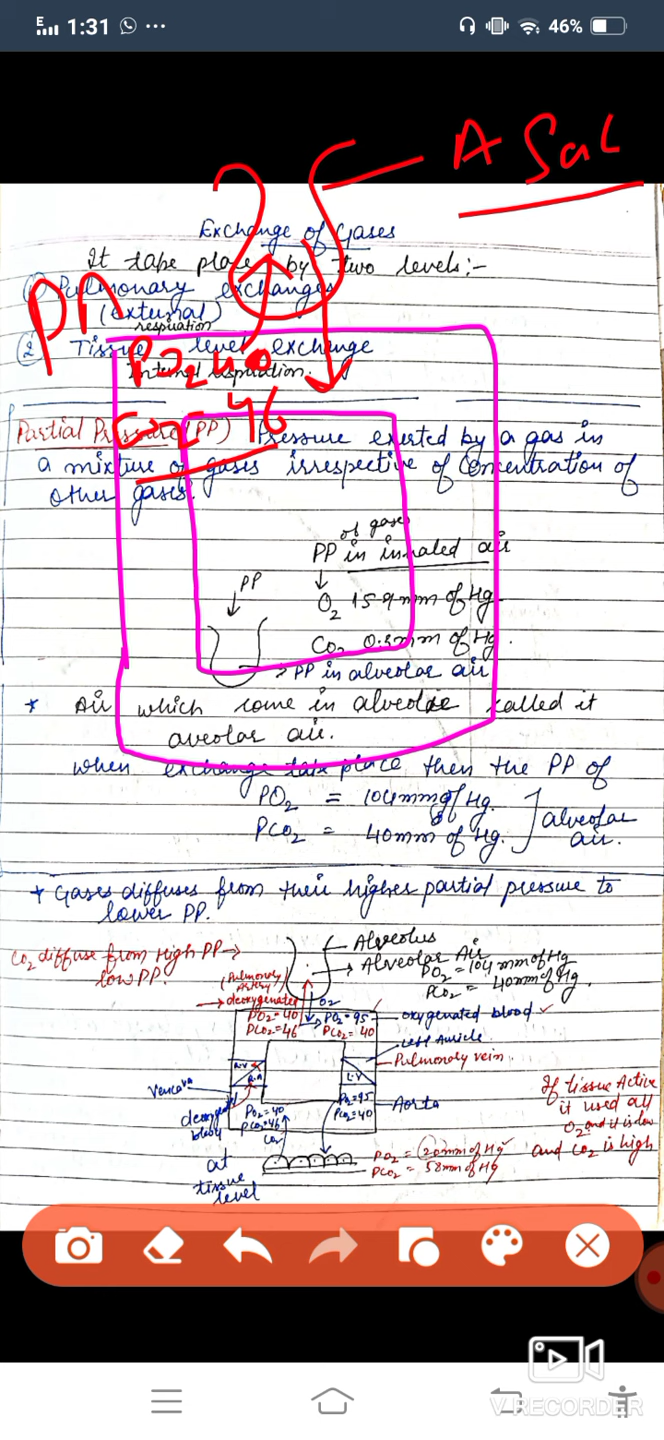 E 1:31 ... 46%
A Sac
Exchange of Gases
It take place by two levels:-
① Pulmonary exchanges
(External)
respiration
② Tissue level exchange
Internal respiration.
PA
PO2 40
CO2 46
Partial Pressure (PP) Pressure exerted by a gas in
a mixture of gases irrespective of Concentration of
other gases.
of gases
PP in inhaled air
PP
O2 159mm of Hg
CO2 0.3mm of Hg.
→ PP in alveolar air
* Air which come in alveolie called it
aveolar air.
when exchange take place then the PP of
PO2 = 104mm of Hg.
PCO2 = 40mm of Hg.
alveolar
air.
* Gases diffuses from their higher partial pressure to
lower PP.
CO2 diffuse from High PP →
low PP.
Alveolus
Alveolar Air
PO2 = 104 mm of Hg
PCO2 = 40mm of Hg.
(Pulmonary
Artery)
deoxygenated
O2
PO2 = 40
PCO2 = 46
PO2 = 95
PCO2 = 40
oxygenated blood
Left Auricle
Pulmonoly vein
R.V
R.A
L.V
Venceva
blood
PO2=95
PCO2=40
Aorta
PO2 = 40
PCO2=46
CO2
at
tissue
level
PO2 = 20mm of Hg
PCO2 = 58mm of Hg
If tissue Active
it used all
O2 and it is low
and CO2 is high
V RECORDER